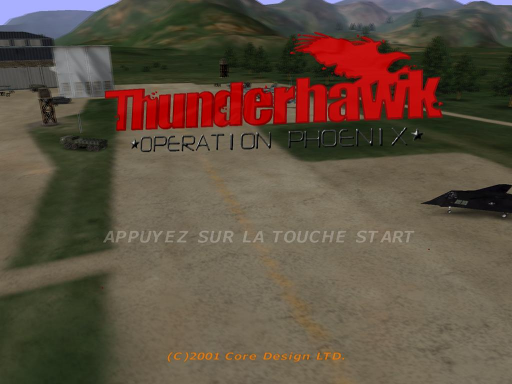 Thunderhawk
★OPERATION PHOENIX★
APPUYEZ SUR LA TOUCHE START
(C)2001 Core Design LTD.